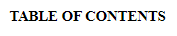 TABLE OF CONTENTS